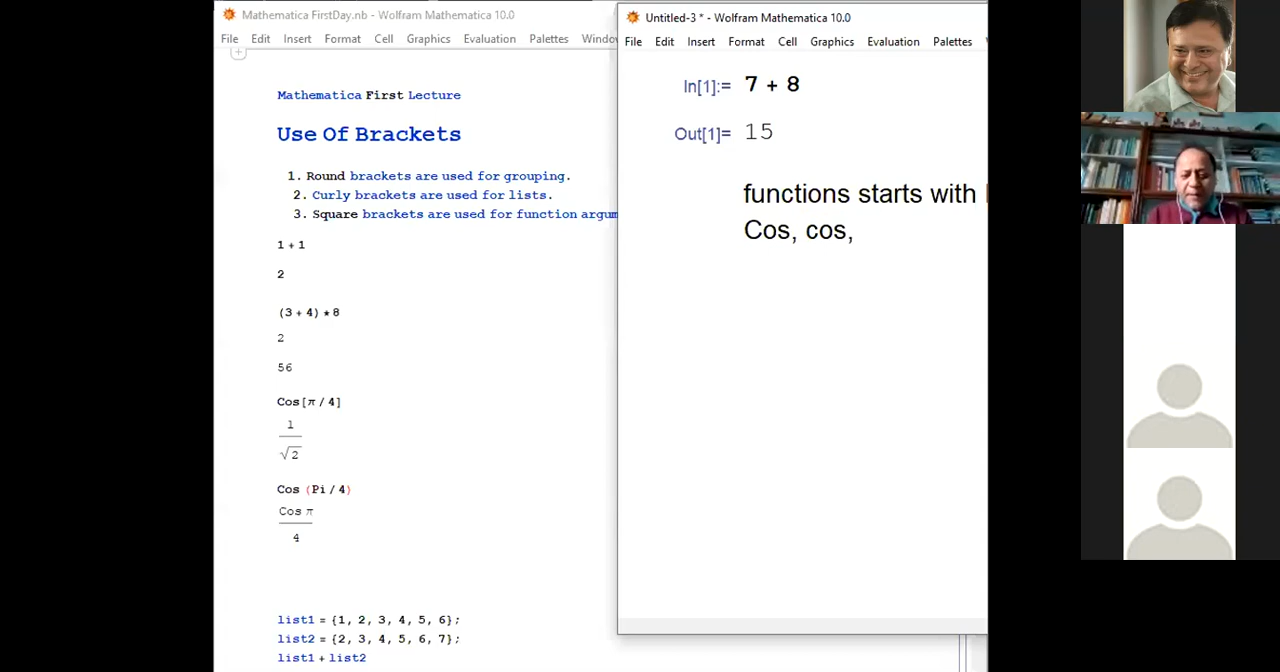 Mathematica FirstDay.nb - Wolfram Mathematica 10.0
File Edit Insert Format Cell Graphics Evaluation Palettes
Mathematica First Lecture
Use Of Brackets
1. Round brackets are used for grouping.
2. Curly brackets are used for lists.
3. Square brackets are used for function
1 + 1
2
(3 + 4) * 8
2
56
Cos[π / 4]
1
√2
Cos (Pi / 4)
Cos π
4
list1 = {1, 2, 3, 4, 5, 6};
list2 = {2, 3, 4, 5, 6, 7};
list1 + list2
Untitled-3 * - Wolfram Mathematica 10.0
File Edit Insert Format Cell Graphics Evaluation Palettes
In[1]:= 7 + 8
Out[1]= 15
functions starts with
Cos, cos,